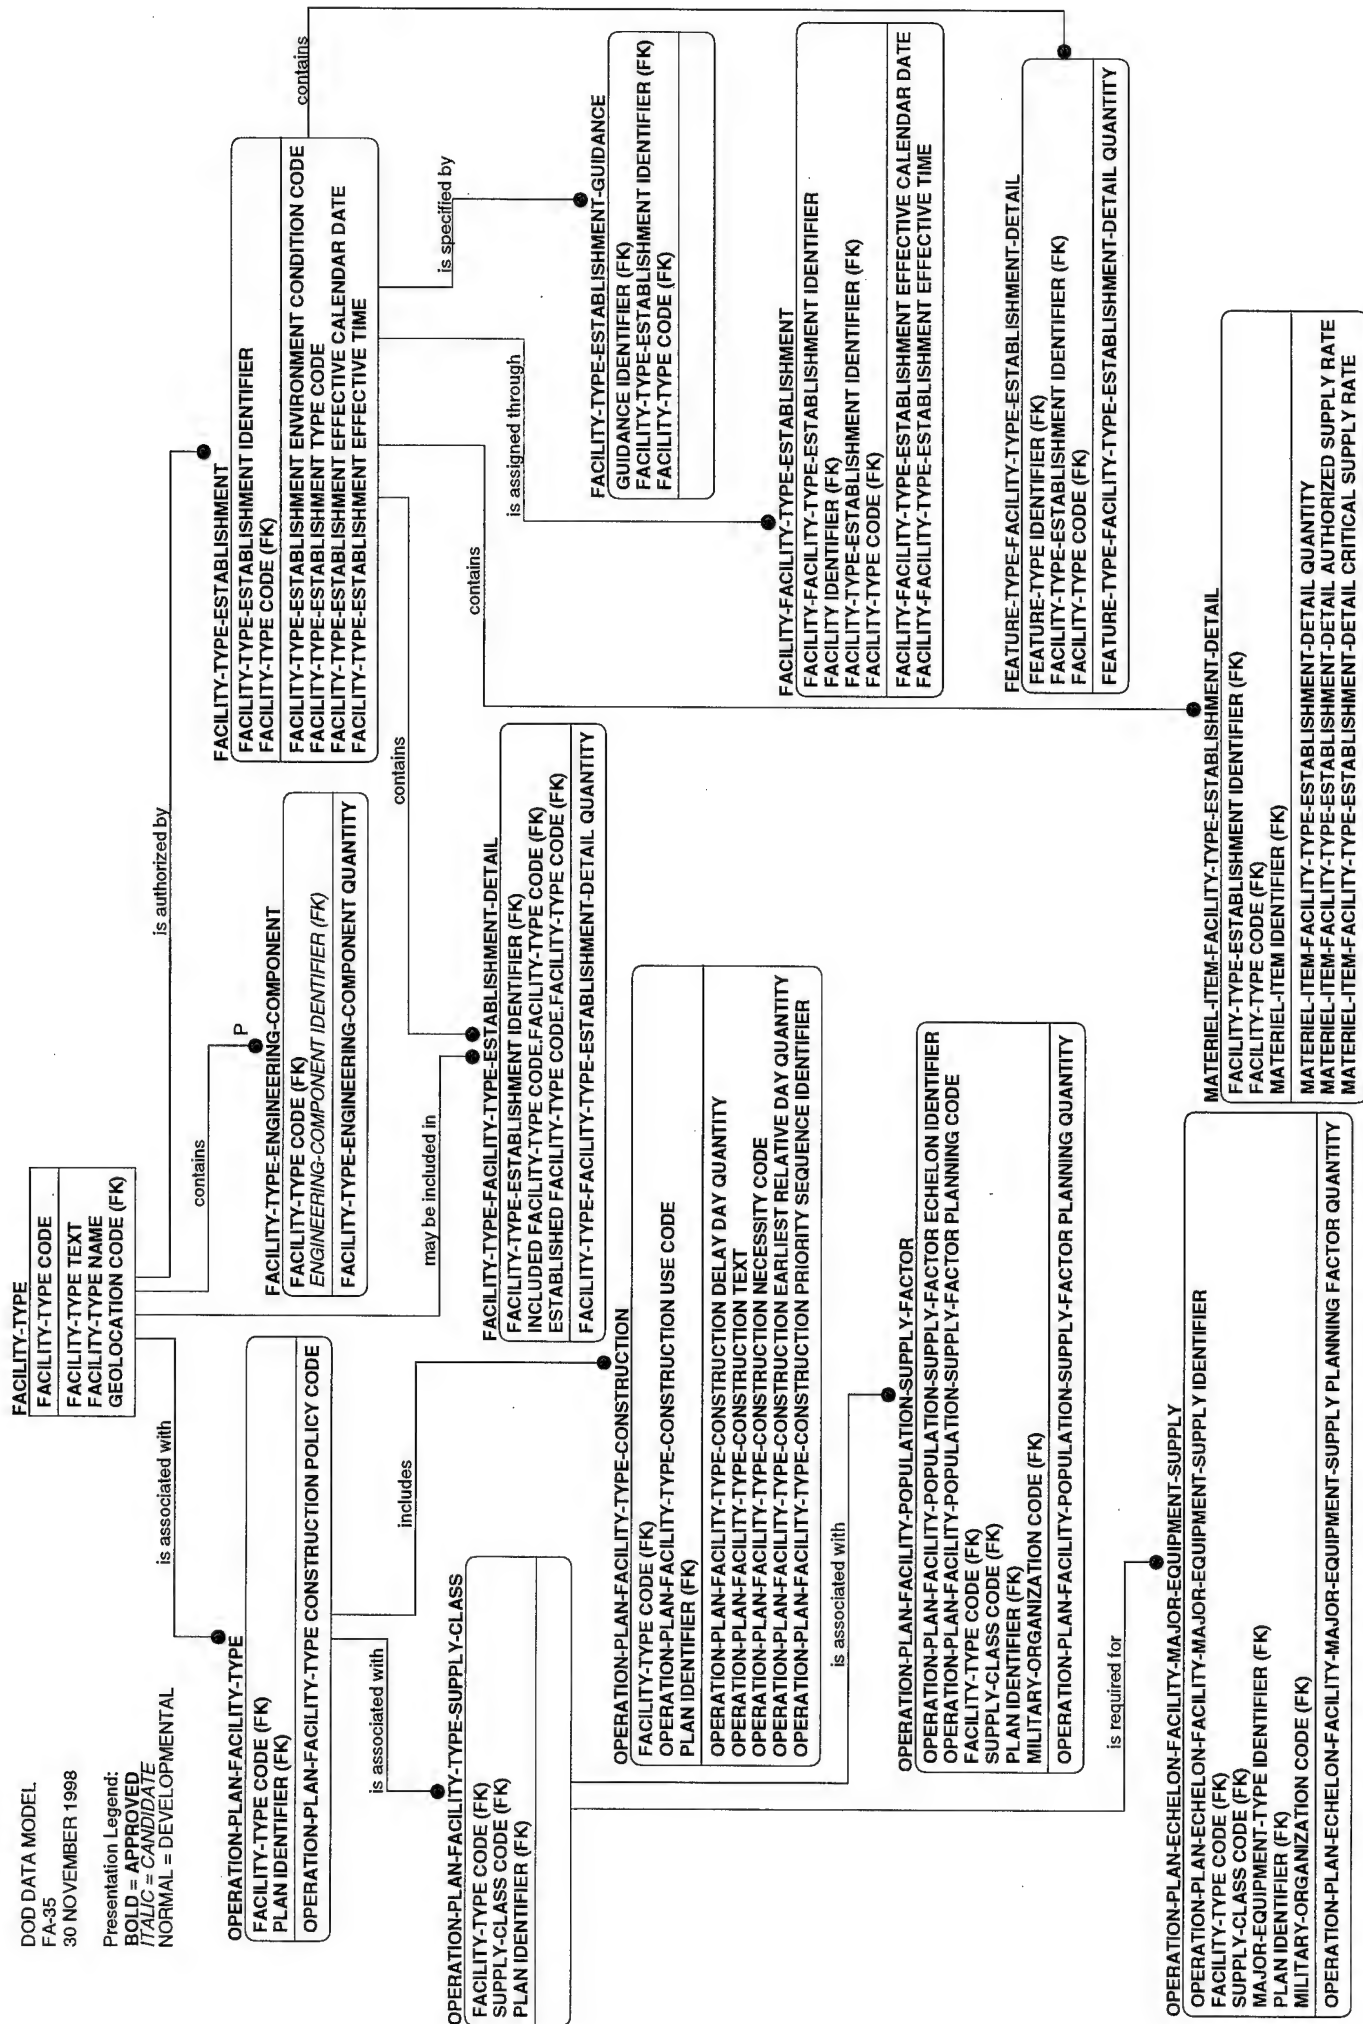 DOD DATA MODEL
FA-35
30 NOVEMBER 1998
Presentation Legend:
BOLD = APPROVED
ITALIC = CANDIDATE
NORMAL = DEVELOPMENTAL
FACILITY-TYPE
FACILITY-TYPE CODE
FACILITY-TYPE TEXT
FACILITY-TYPE NAME
GEOLOCATION CODE (FK)
is associated with
contains
P
may be included in
is authorized by
OPERATION-PLAN-FACILITY-TYPE
FACILITY-TYPE CODE (FK)
PLAN IDENTIFIER (FK)
OPERATION-PLAN-FACILITY-TYPE CONSTRUCTION POLICY CODE
FACILITY-TYPE-ENGINEERING-COMPONENT
FACILITY-TYPE CODE (FK)
ENGINEERING-COMPONENT IDENTIFIER (FK)
FACILITY-TYPE-ENGINEERING-COMPONENT QUANTITY
FACILITY-TYPE-ESTABLISHMENT
FACILITY-TYPE-ESTABLISHMENT IDENTIFIER
FACILITY-TYPE CODE (FK)
FACILITY-TYPE-ESTABLISHMENT ENVIRONMENT CONDITION CODE
FACILITY-TYPE-ESTABLISHMENT TYPE CODE
FACILITY-TYPE-ESTABLISHMENT EFFECTIVE CALENDAR DATE
FACILITY-TYPE-ESTABLISHMENT EFFECTIVE TIME
contains
is associated with
includes
contains
contains
is assigned through
is specified by
OPERATION-PLAN-FACILITY-TYPE-SUPPLY-CLASS
FACILITY-TYPE CODE (FK)
SUPPLY-CLASS CODE (FK)
PLAN IDENTIFIER (FK)
FACILITY-TYPE-FACILITY-TYPE-ESTABLISHMENT-DETAIL
FACILITY-TYPE-ESTABLISHMENT IDENTIFIER (FK)
INCLUDED FACILITY-TYPE CODE.FACILITY-TYPE CODE (FK)
ESTABLISHED FACILITY-TYPE CODE.FACILITY-TYPE CODE (FK)
FACILITY-TYPE-FACILITY-TYPE-ESTABLISHMENT-DETAIL QUANTITY
FACILITY-TYPE-ESTABLISHMENT-GUIDANCE
GUIDANCE IDENTIFIER (FK)
FACILITY-TYPE-ESTABLISHMENT IDENTIFIER (FK)
FACILITY-TYPE CODE (FK)
OPERATION-PLAN-FACILITY-TYPE-CONSTRUCTION
FACILITY-TYPE CODE (FK)
OPERATION-PLAN-FACILITY-TYPE-CONSTRUCTION USE CODE
PLAN IDENTIFIER (FK)
OPERATION-PLAN-FACILITY-TYPE-CONSTRUCTION DELAY DAY QUANTITY
OPERATION-PLAN-FACILITY-TYPE-CONSTRUCTION TEXT
OPERATION-PLAN-FACILITY-TYPE-CONSTRUCTION NECESSITY CODE
OPERATION-PLAN-FACILITY-TYPE-CONSTRUCTION EARLIEST RELATIVE DAY QUANTITY
OPERATION-PLAN-FACILITY-TYPE-CONSTRUCTION PRIORITY SEQUENCE IDENTIFIER
FACILITY-FACILITY-TYPE-ESTABLISHMENT
FACILITY-FACILITY-TYPE-ESTABLISHMENT IDENTIFIER
FACILITY IDENTIFIER (FK)
FACILITY-TYPE-ESTABLISHMENT IDENTIFIER (FK)
FACILITY-TYPE CODE (FK)
FACILITY-FACILITY-TYPE-ESTABLISHMENT EFFECTIVE CALENDAR DATE
FACILITY-FACILITY-TYPE-ESTABLISHMENT EFFECTIVE TIME
is associated with
OPERATION-PLAN-FACILITY-POPULATION-SUPPLY-FACTOR
OPERATION-PLAN-FACILITY-POPULATION-SUPPLY-FACTOR ECHELON IDENTIFIER
OPERATION-PLAN-FACILITY-POPULATION-SUPPLY-FACTOR PLANNING CODE
FACILITY-TYPE CODE (FK)
SUPPLY-CLASS CODE (FK)
PLAN IDENTIFIER (FK)
MILITARY-ORGANIZATION CODE (FK)
OPERATION-PLAN-FACILITY-POPULATION-SUPPLY-FACTOR PLANNING QUANTITY
FEATURE-TYPE-FACILITY-TYPE-ESTABLISHMENT-DETAIL
FEATURE-TYPE IDENTIFIER (FK)
FACILITY-TYPE-ESTABLISHMENT IDENTIFIER (FK)
FACILITY-TYPE CODE (FK)
FEATURE-TYPE-FACILITY-TYPE-ESTABLISHMENT-DETAIL QUANTITY
is required for
OPERATION-PLAN-ECHELON-FACILITY-MAJOR-EQUIPMENT-SUPPLY
OPERATION-PLAN-ECHELON-FACILITY-MAJOR-EQUIPMENT-SUPPLY IDENTIFIER
FACILITY-TYPE CODE (FK)
SUPPLY-CLASS CODE (FK)
MAJOR-EQUIPMENT-TYPE IDENTIFIER (FK)
PLAN IDENTIFIER (FK)
MILITARY-ORGANIZATION CODE (FK)
OPERATION-PLAN-ECHELON-FACILITY-MAJOR-EQUIPMENT-SUPPLY PLANNING FACTOR QUANTITY
MATERIEL-ITEM-FACILITY-TYPE-ESTABLISHMENT-DETAIL
FACILITY-TYPE-ESTABLISHMENT IDENTIFIER (FK)
FACILITY-TYPE CODE (FK)
MATERIEL-ITEM IDENTIFIER (FK)
MATERIEL-ITEM-FACILITY-TYPE-ESTABLISHMENT-DETAIL QUANTITY
MATERIEL-ITEM-FACILITY-TYPE-ESTABLISHMENT-DETAIL AUTHORIZED SUPPLY RATE
MATERIEL-ITEM-FACILITY-TYPE-ESTABLISHMENT-DETAIL CRITICAL SUPPLY RATE